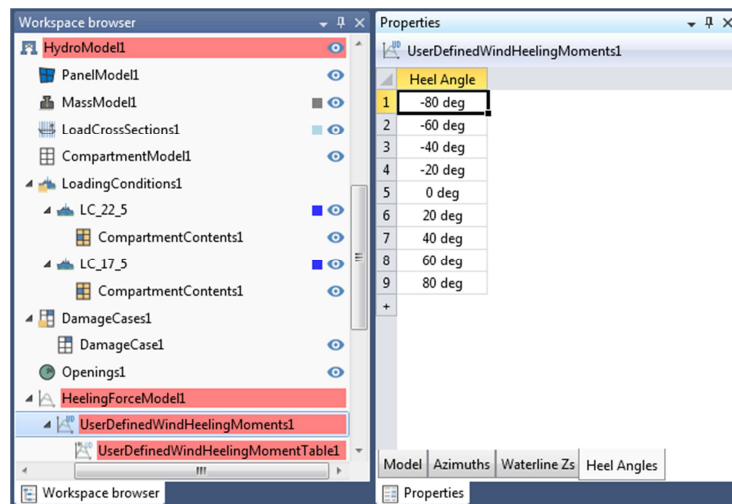 Workspace browser
HydroModel1
PanelModel1
MassModel1
LoadCrossSections1
CompartmentModel1
LoadingConditions1
LC_22_5
CompartmentContents1
LC_17_5
CompartmentContents1
DamageCases1
DamageCase1
Openings1
HeelingForceModel1
UserDefinedWindHeelingMoments1
UserDefinedWindHeelingMomentTable1
Workspace browser
Properties
UserDefinedWindHeelingMoments1
Heel Angle
1 -80 deg
2 -60 deg
3 -40 deg
4 -20 deg
5 0 deg
6 20 deg
7 40 deg
8 60 deg
9 80 deg
+
Model Azimuths Waterline Zs Heel Angles
Properties